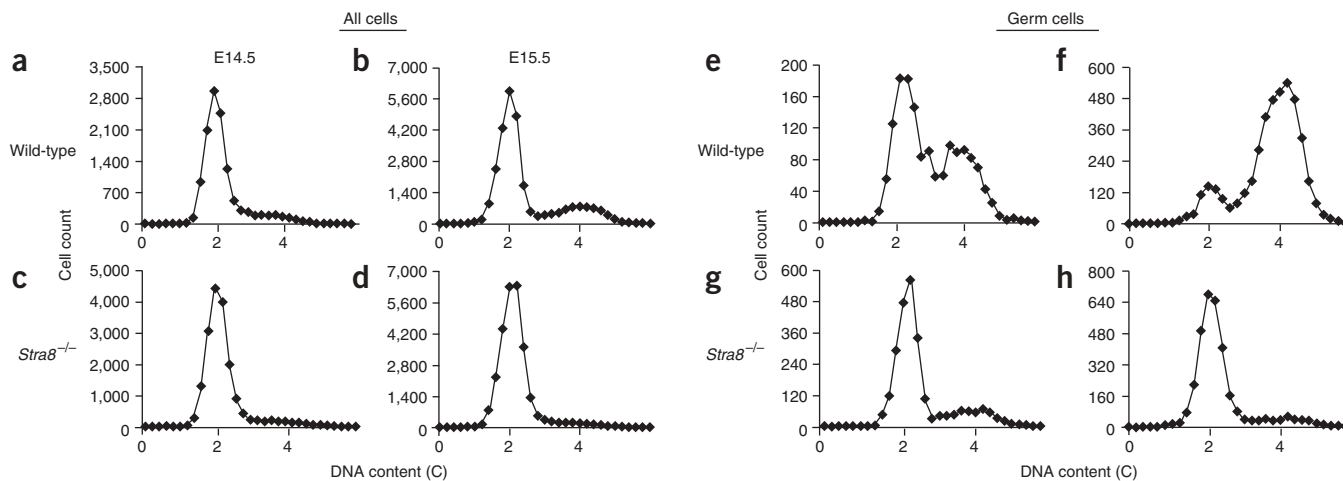 All cells
Germ cells
a
E14.5
b
E15.5
e
f
Wild-type
3,500
2,800
2,100
1,400
700
0
0 2 4
7,000
5,600
4,200
2,800
1,400
0
0 2 4
Wild-type
200
160
120
80
40
0
0 2 4
600
480
360
240
120
0
0 2 4
Cell count
Cell count
c
d
g
h
Stra8−/−
5,000
4,000
3,000
2,000
1,000
0
0 2 4
7,000
5,600
4,200
2,800
1,400
0
0 2 4
Stra8−/−
600
480
360
240
120
0
0 2 4
800
640
480
320
160
0
0 2 4
DNA content (C)
DNA content (C)